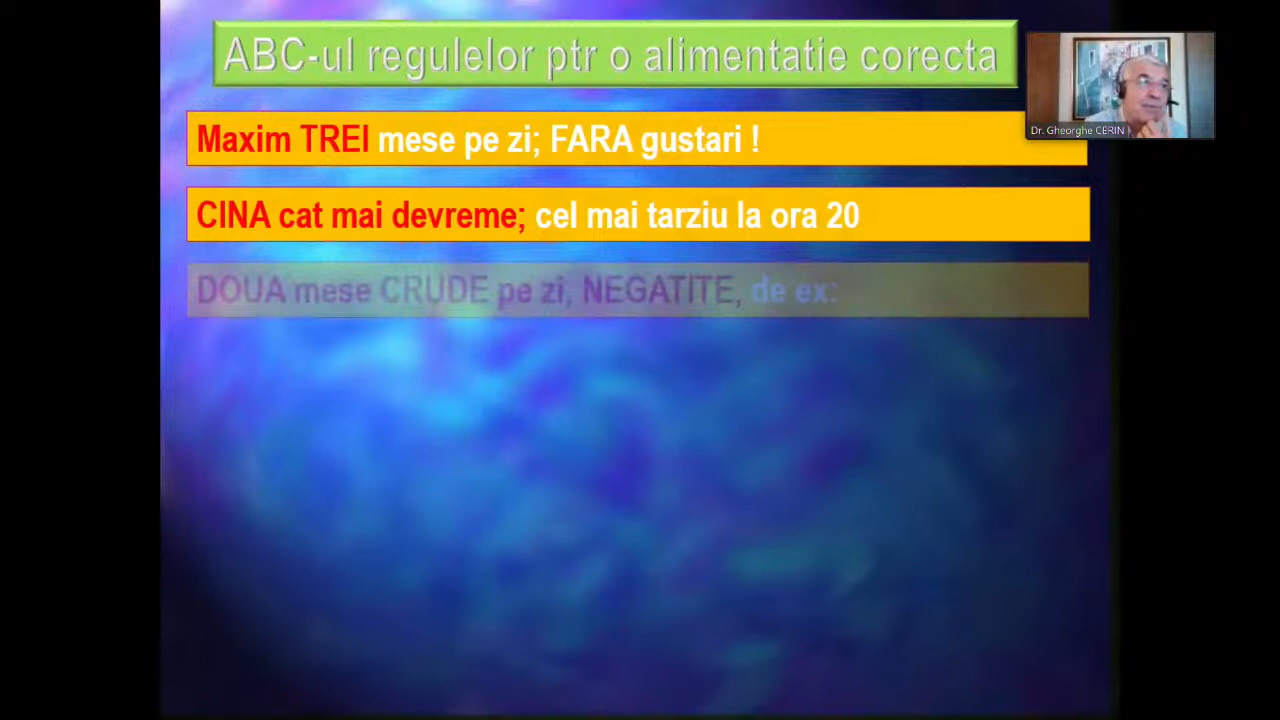 ABC-ul regulelor ptr o alimentatie corecta
Dr. Gheorghe CERIN
Maxim TREI mese pe zi; FARA gustari !
CINA cat mai devreme; cel mai tarziu la ora 20
DOUA mese CRUDE pe zi, NEGATITE, de ex: